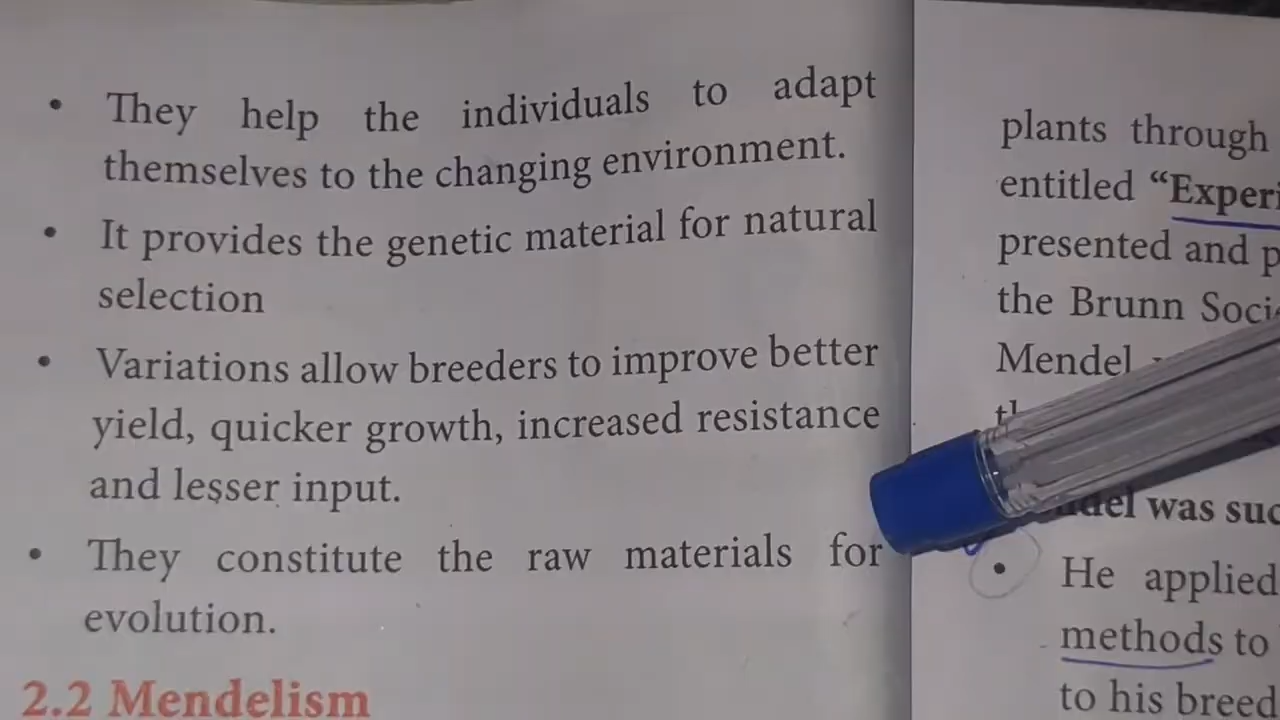 • They help the individuals to adapt
themselves to the changing environment.
• It provides the genetic material for natural
selection
• Variations allow breeders to improve better
yield, quicker growth, increased resistance
and lesser input.
• They constitute the raw materials for
evolution.
2.2 Mendelism
plants through
entitled “Experi
presented and p
the Brunn Soci
Mendel
was suc
• He applied
methods to
to his breed